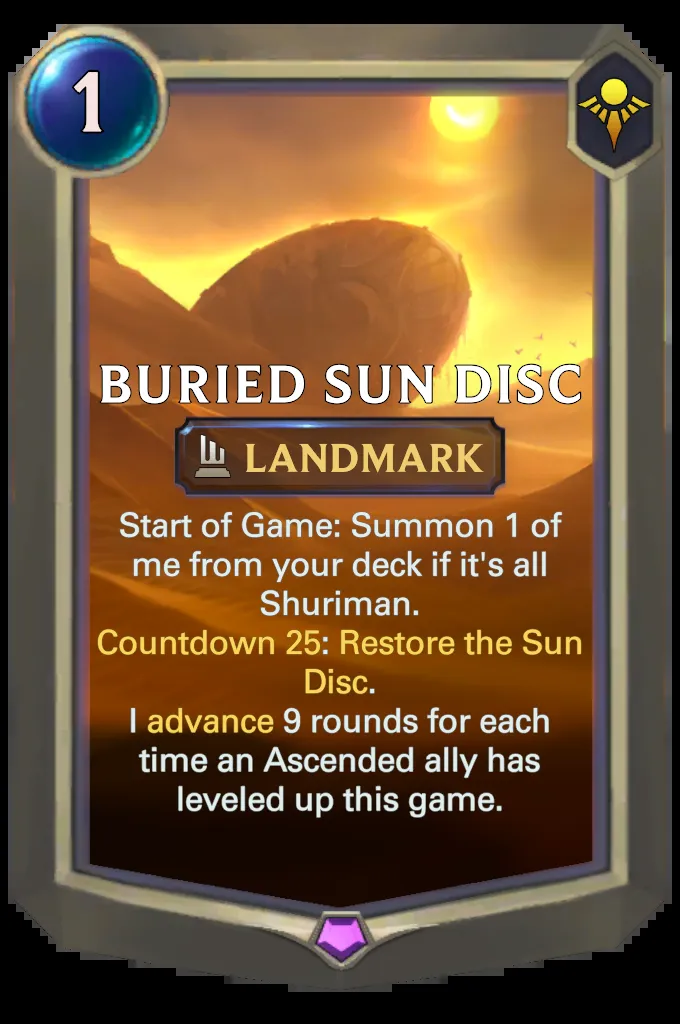 1
BURIED SUN DISC
LANDMARK
Start of Game: Summon 1 of
me from your deck if it's all
Shuriman.
Countdown 25: Restore the Sun
Disc.
I advance 9 rounds for each
time an Ascended ally has
leveled up this game.